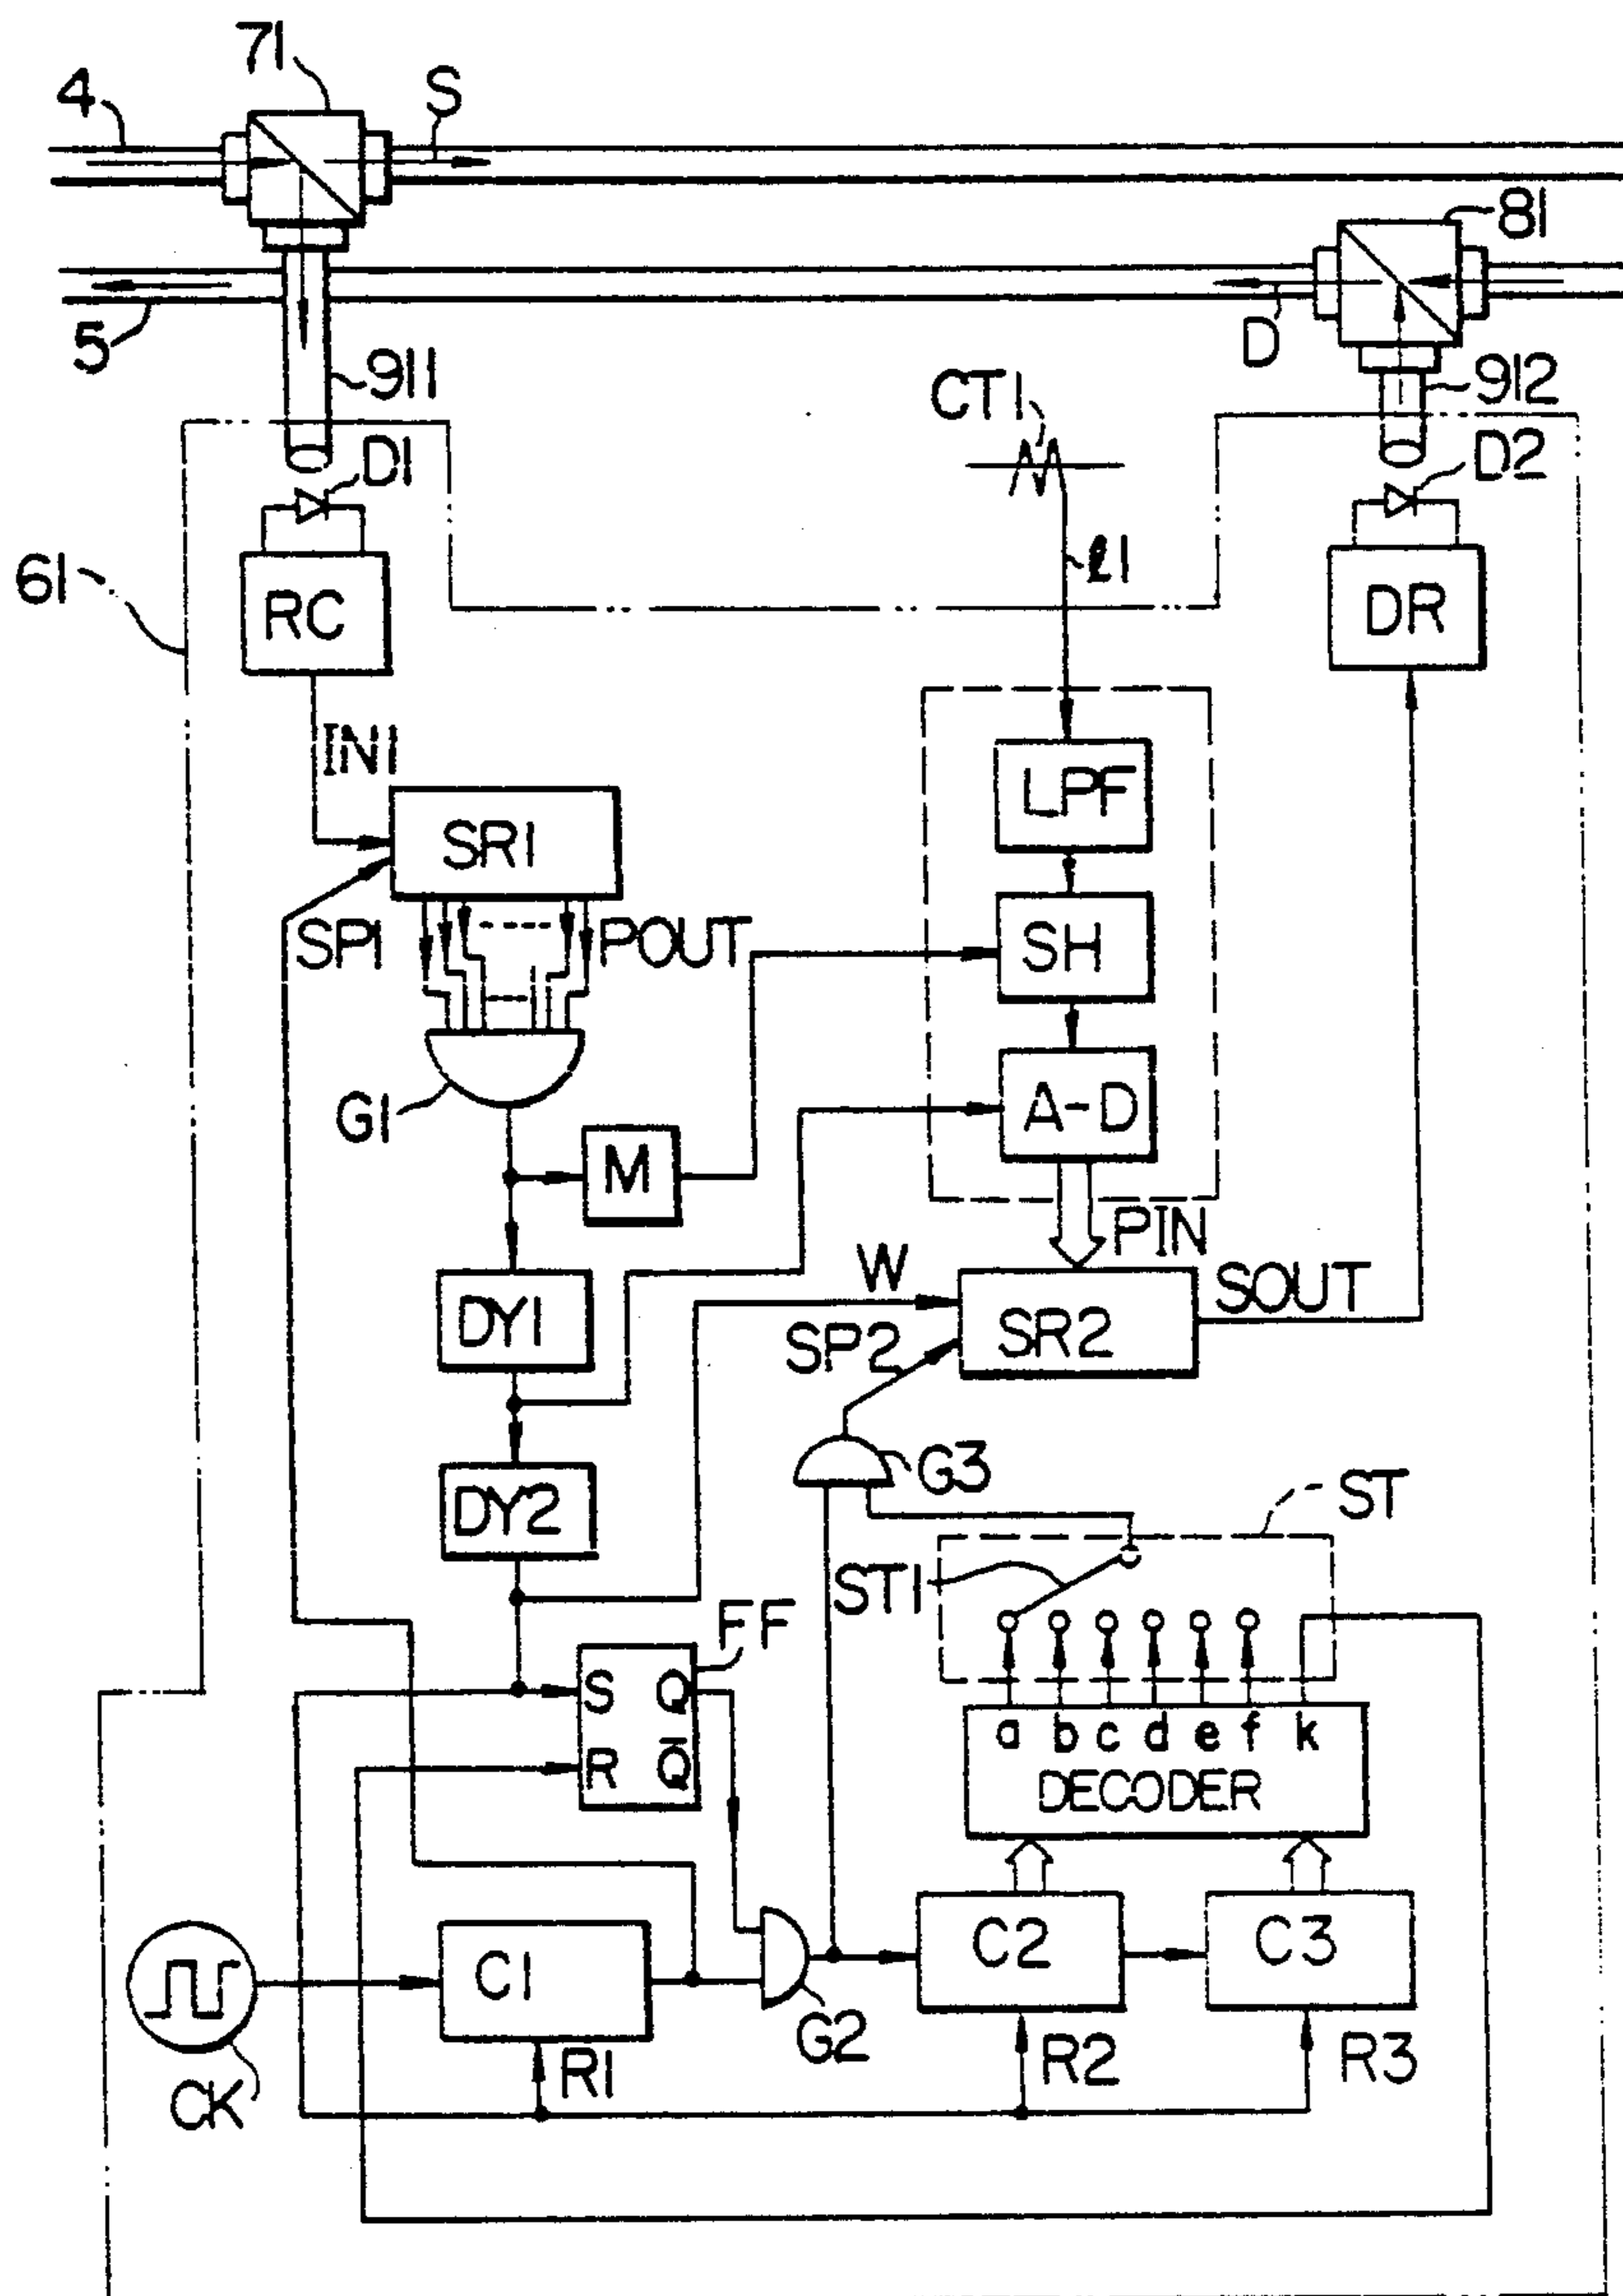 71
4
S
81
5
D
911
912
CT1
D1
D2
ℓ1
61
RC
DR
IN1
LPF
SR1
SP1
POUT
SH
G1
A-D
M
PIN
W
SOUT
DY1
SP2
SR2
G3
DY2
ST
ST1
FF
S Q
a b c d e f k
R Q̄
DECODER
C1
C2
C3
G2
R1
R2
R3
CK